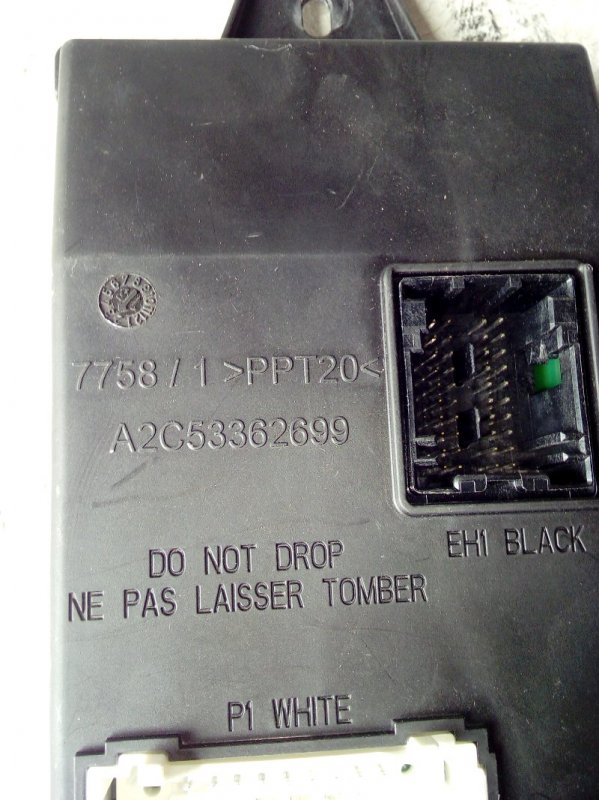 7758 / 1 >PPT20<
A2C53362699
DO NOT DROP
NE PAS LAISSER TOMBER
EH1 BLACK
P1 WHITE